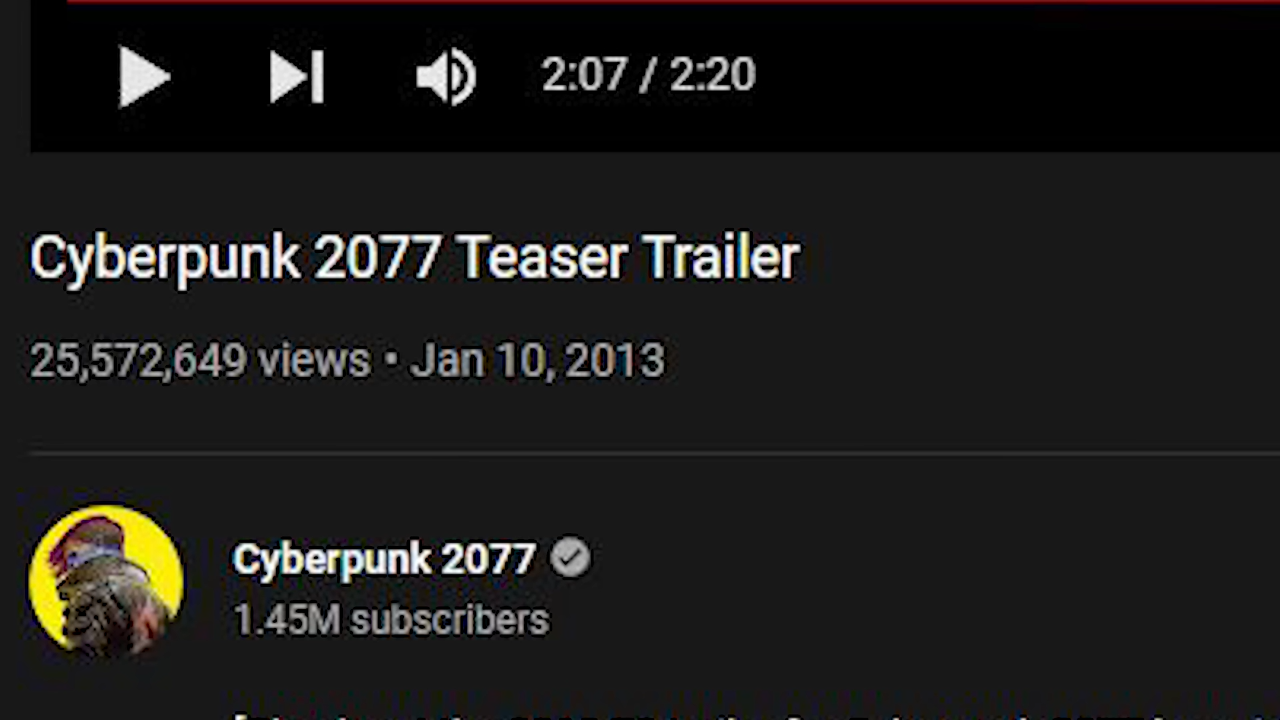 2:07 / 2:20
Cyberpunk 2077 Teaser Trailer
25,572,649 views • Jan 10, 2013
Cyberpunk 2077
1.45M subscribers